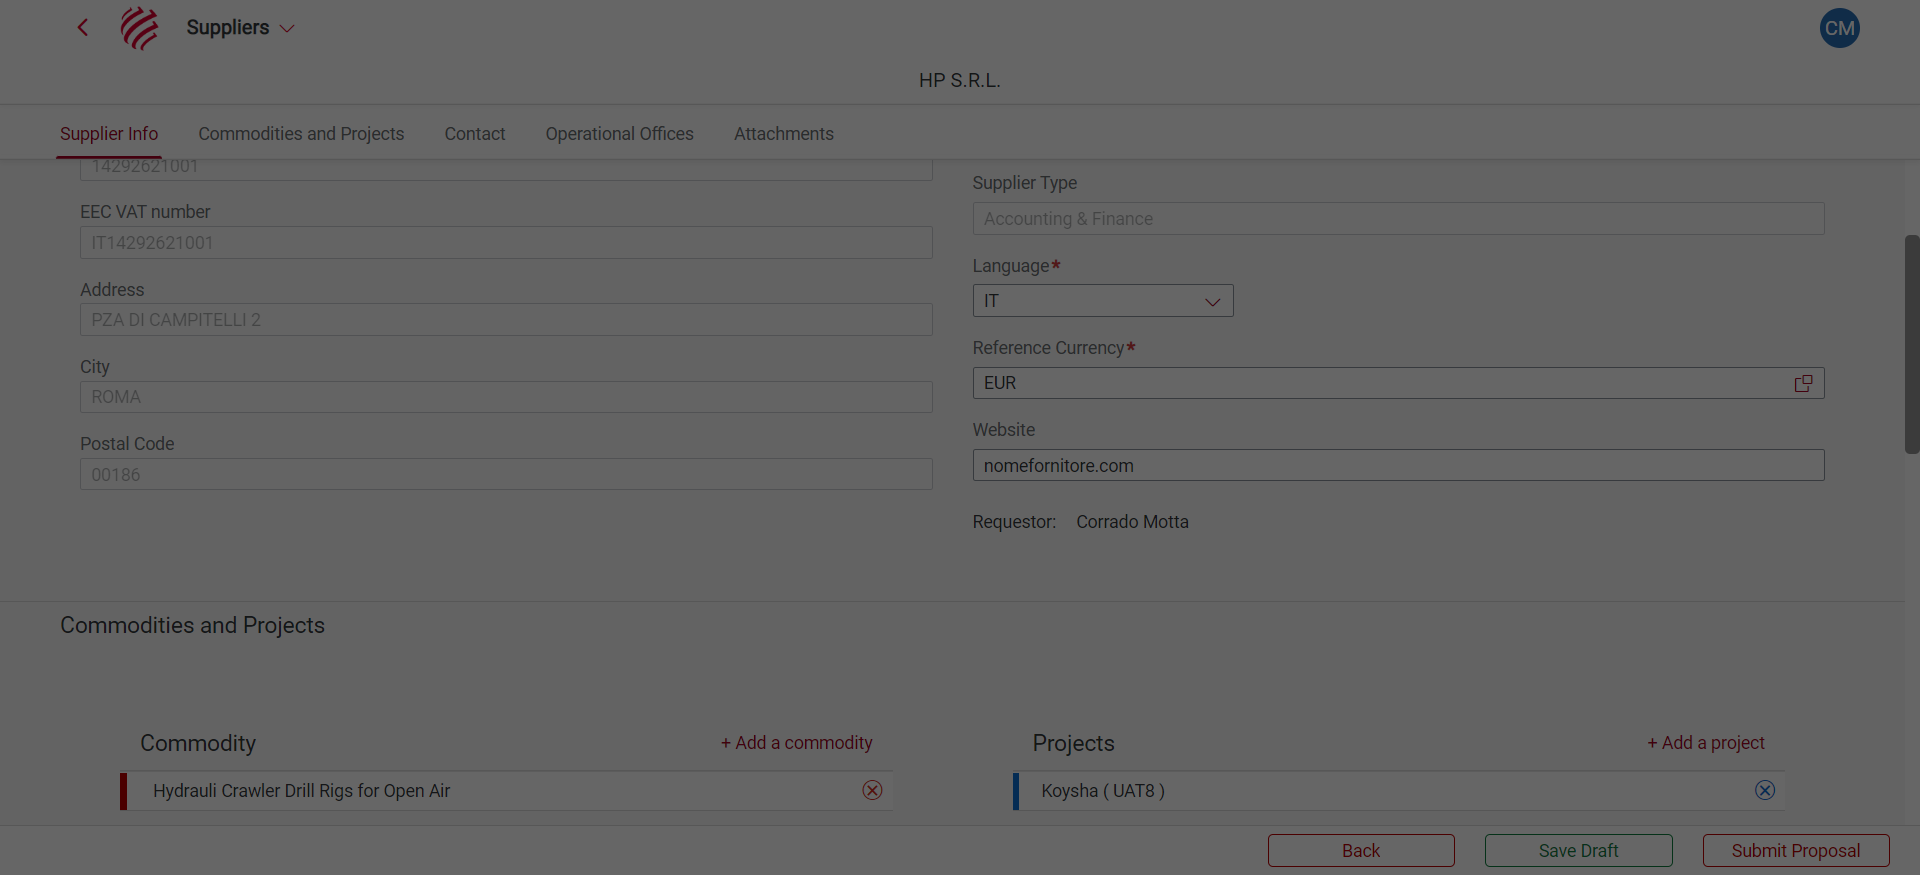 Suppliers
CM
HP S.R.L.
Supplier Info
Commodities and Projects
Contact
Operational Offices
Attachments
14292621001
EEC VAT number
IT14292621001
Address
PZA DI CAMPITELLI 2
City
ROMA
Postal Code
00186
Supplier Type
Accounting & Finance
Language*
IT
Reference Currency*
EUR
Website
nomefornitore.com
Requestor: Corrado Motta
Commodities and Projects
Commodity
+ Add a commodity
Hydrauli Crawler Drill Rigs for Open Air
Projects
+ Add a project
Koysha ( UAT8 )
Back
Save Draft
Submit Proposal